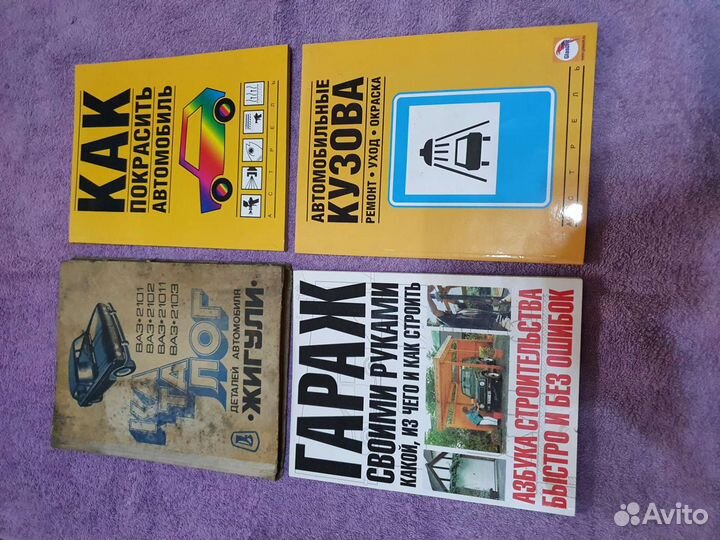 КАК
ПОКРАСИТЬ
АВТОМОБИЛЬ
АСТРЕЛЬ
АВТОМОБИЛЬНЫЕ
КУЗОВА
РЕМОНТ • УХОД • ОКРАСКА
АСТРЕЛЬ
ВАЗ•2101
ВАЗ•2102
ВАЗ•21011
ВАЗ•2103
КАТАЛОГ
ДЕТАЛЕЙ АВТОМОБИЛЯ
•ЖИГУЛИ•
ГАРАЖ
СВОИМИ РУКАМИ
КАКОЙ, ИЗ ЧЕГО И КАК СТРОИТЬ
АЗБУКА СТРОИТЕЛЬСТВА
БЫСТРО И БЕЗ ОШИБОК
Avito